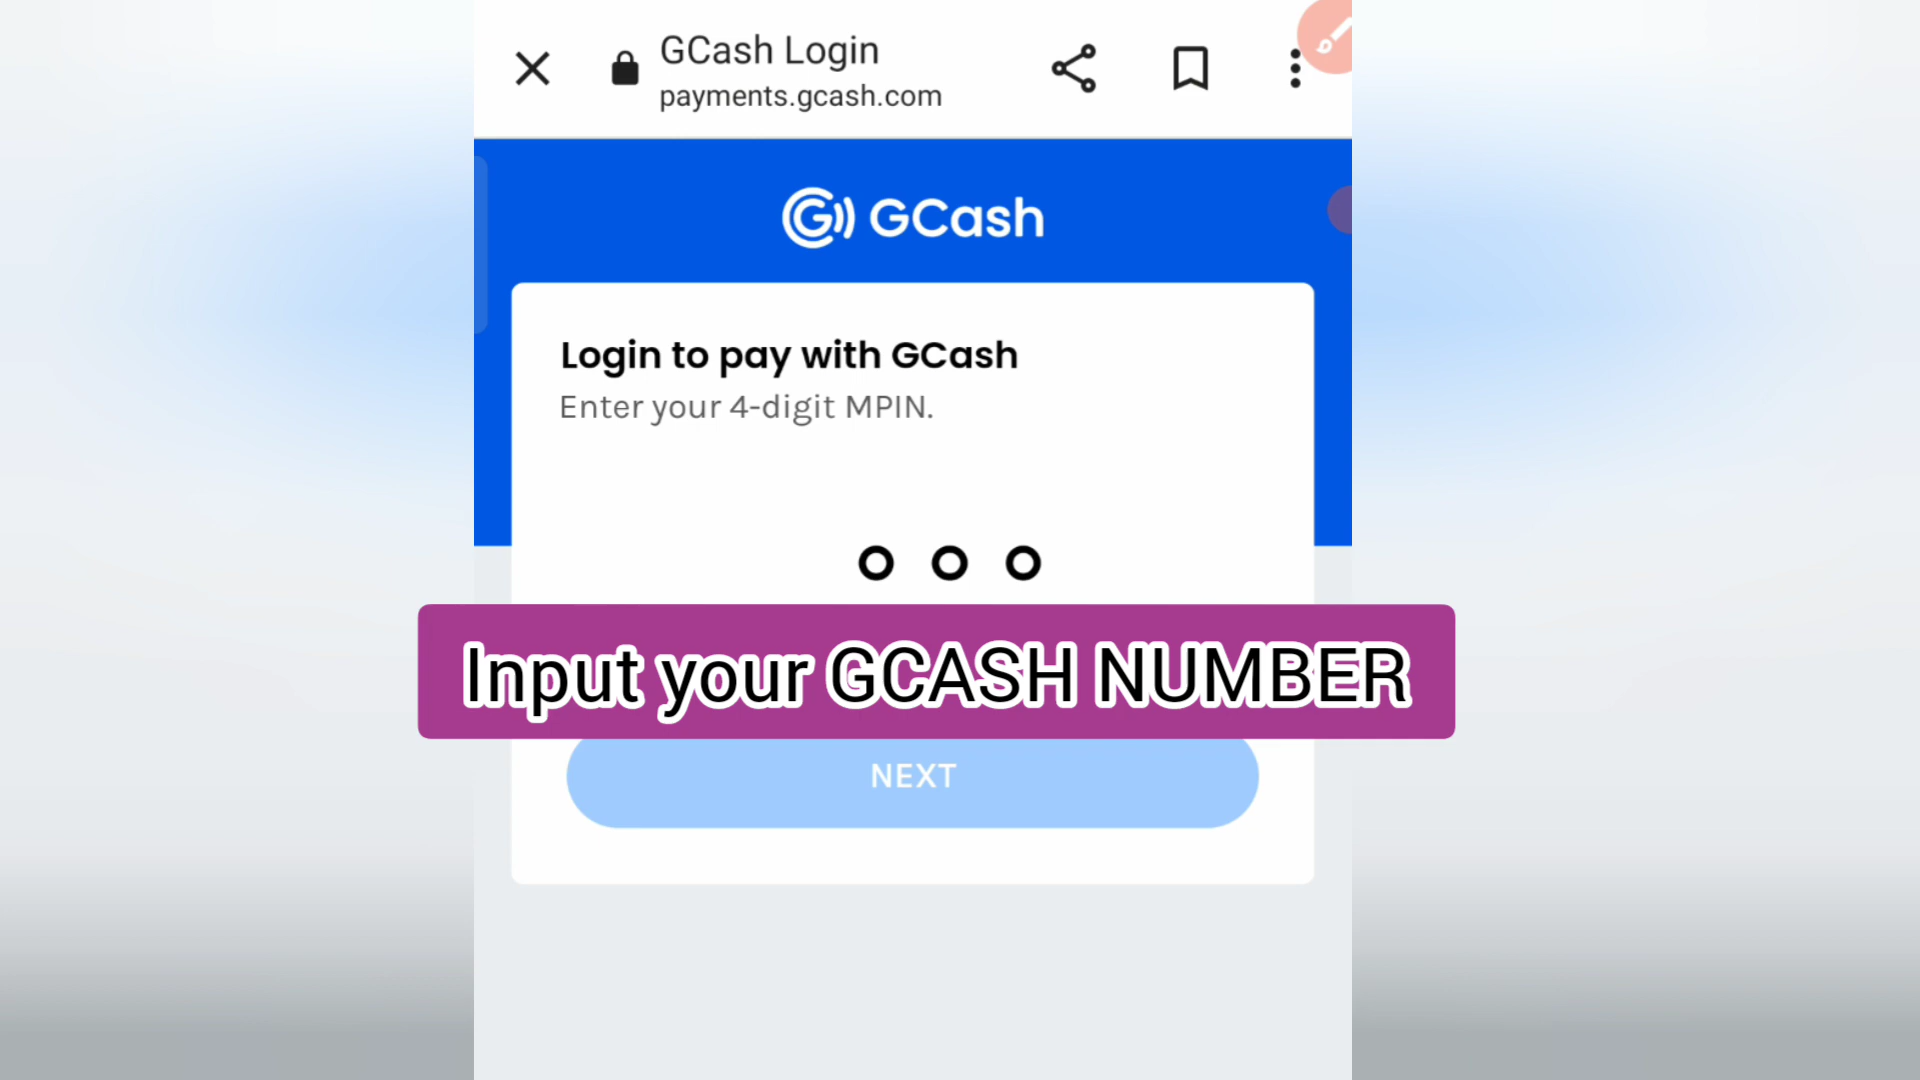 GCash Login
payments.gcash.com
GCash
Login to pay with GCash
Enter your 4-digit MPIN.
Input your GCASH NUMBER
NEXT